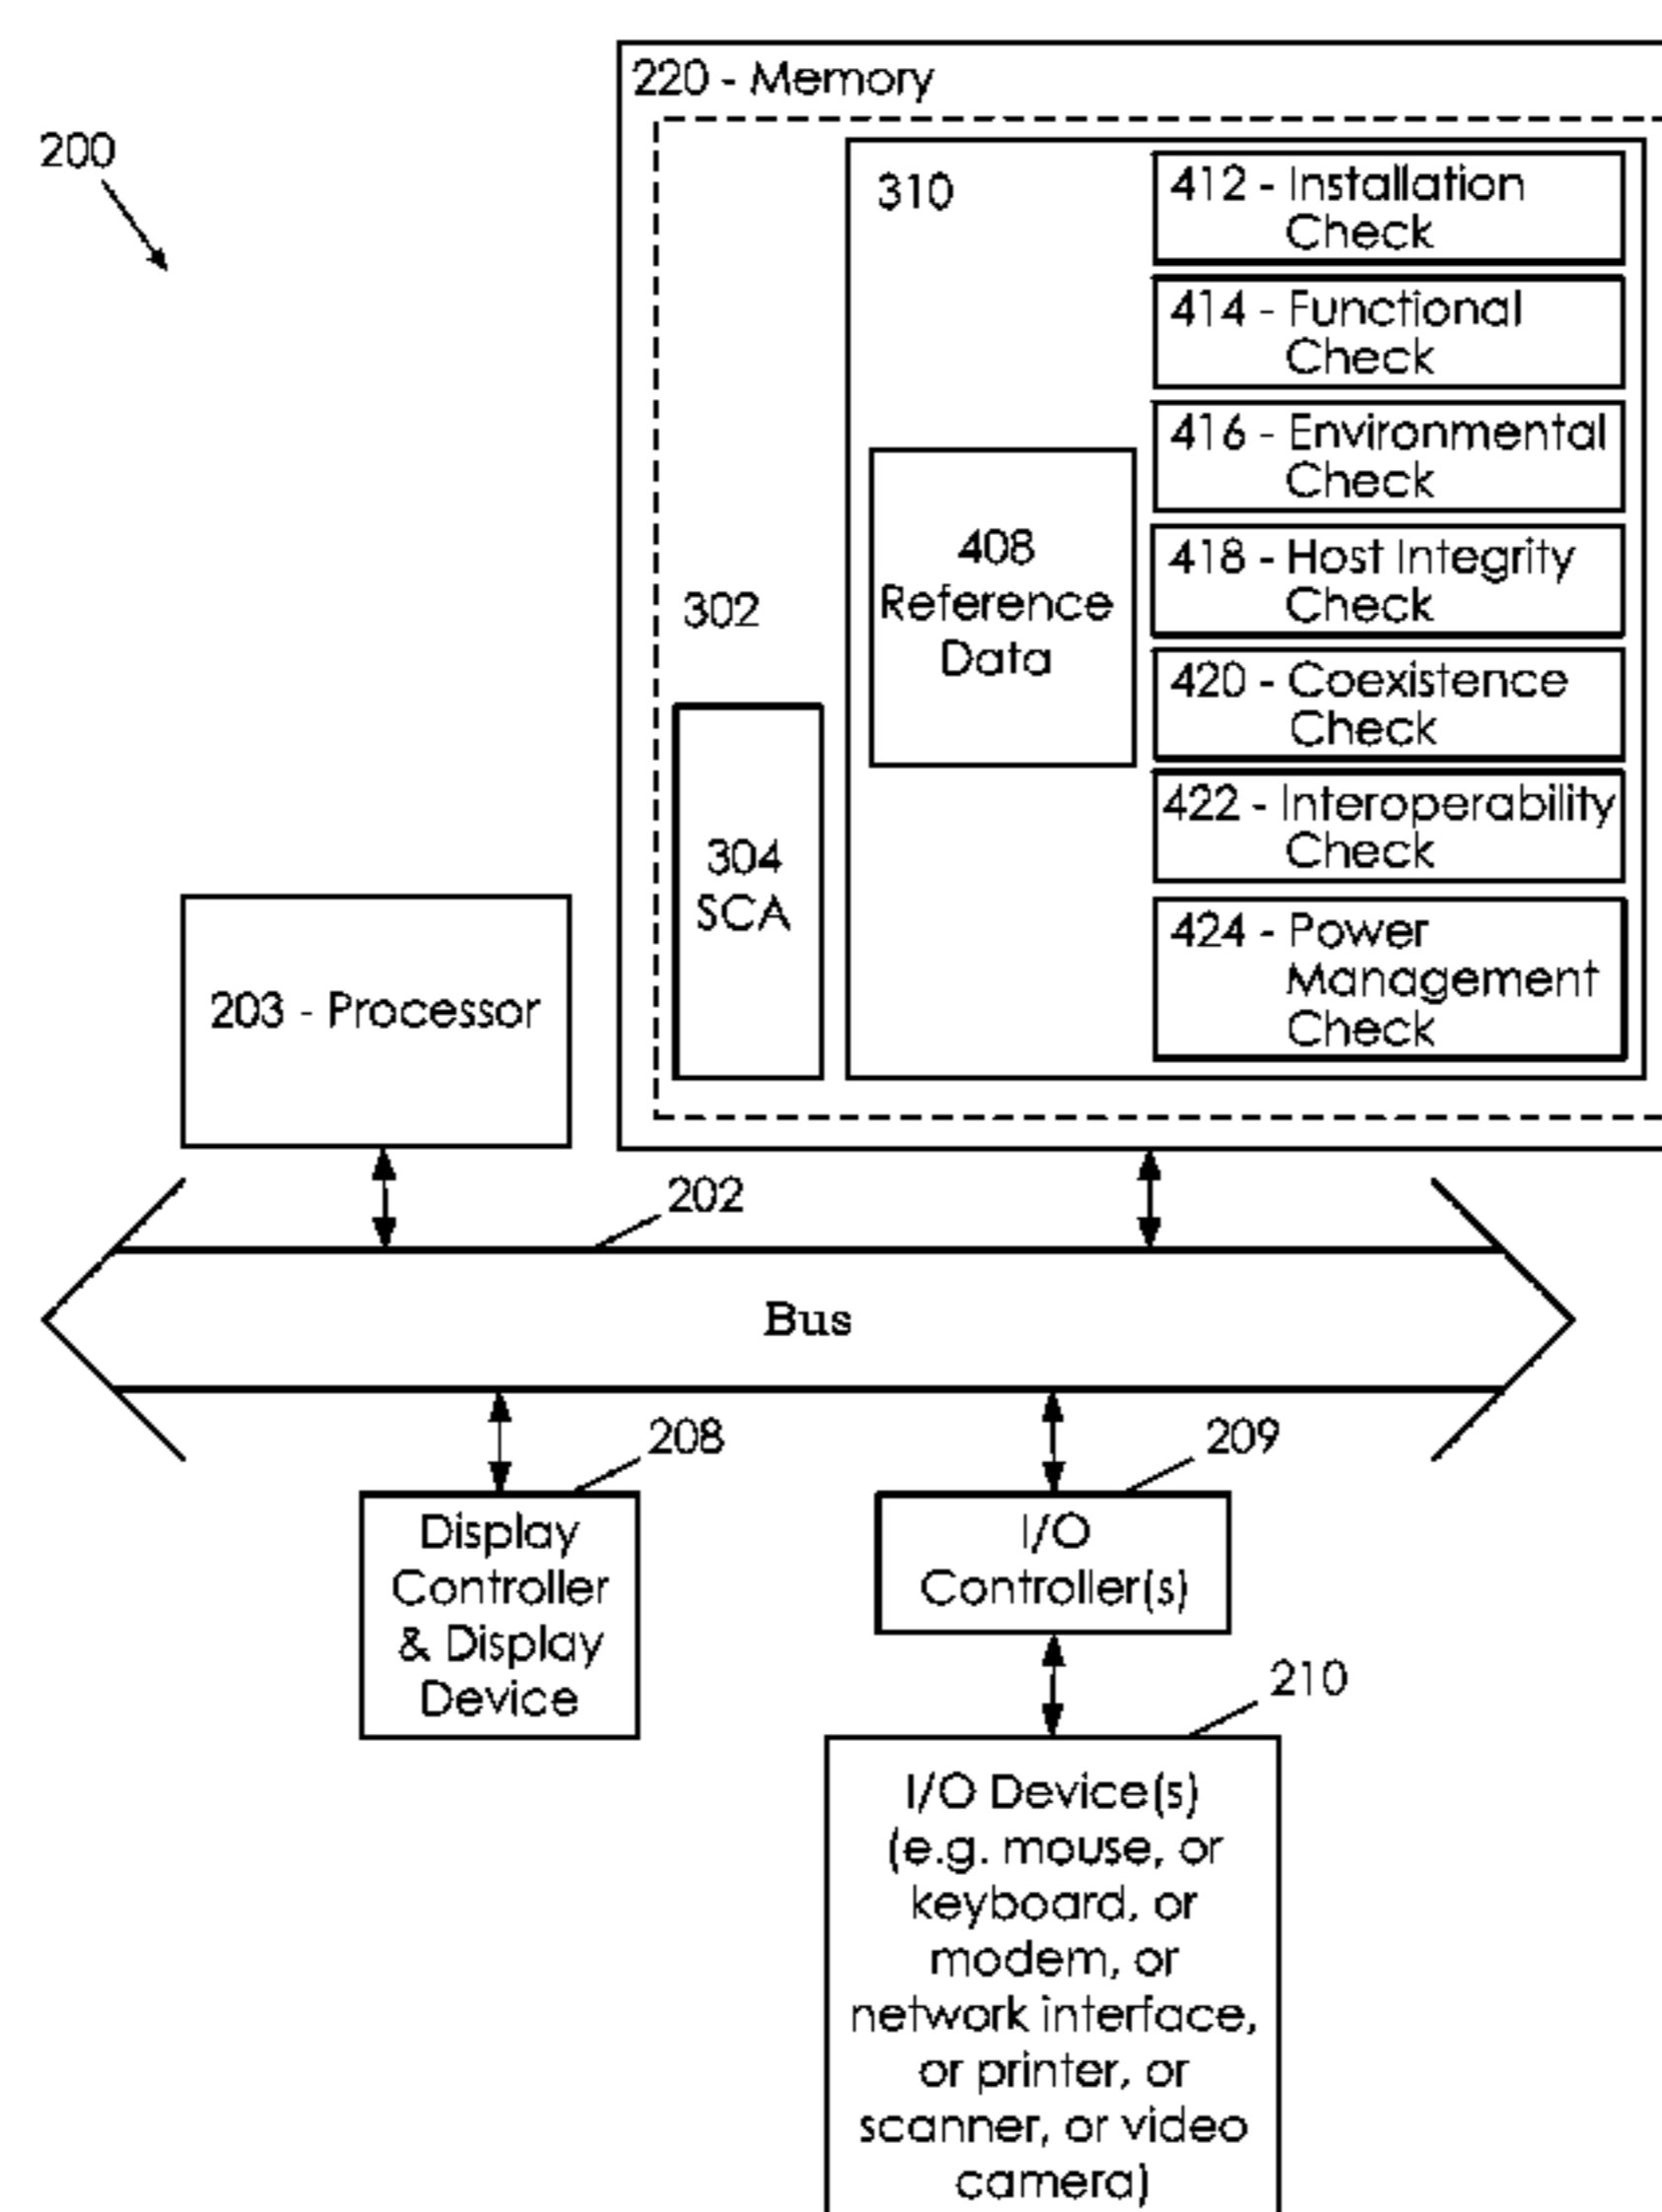 220 - Memory
200
310
412 - Installation
Check
414 - Functional
Check
416 - Environmental
Check
408
Reference
Data
418 - Host Integrity
Check
302
420 - Coexistence
Check
422 - Interoperability
Check
304
SCA
424 - Power
Management
Check
203 - Processor
202
Bus
208
209
Display
Controller
& Display
Device
I/O
Controller(s)
210
I/O Device(s)
(e.g. mouse, or
keyboard, or
modem, or
network interface,
or printer, or
scanner, or video
camera)